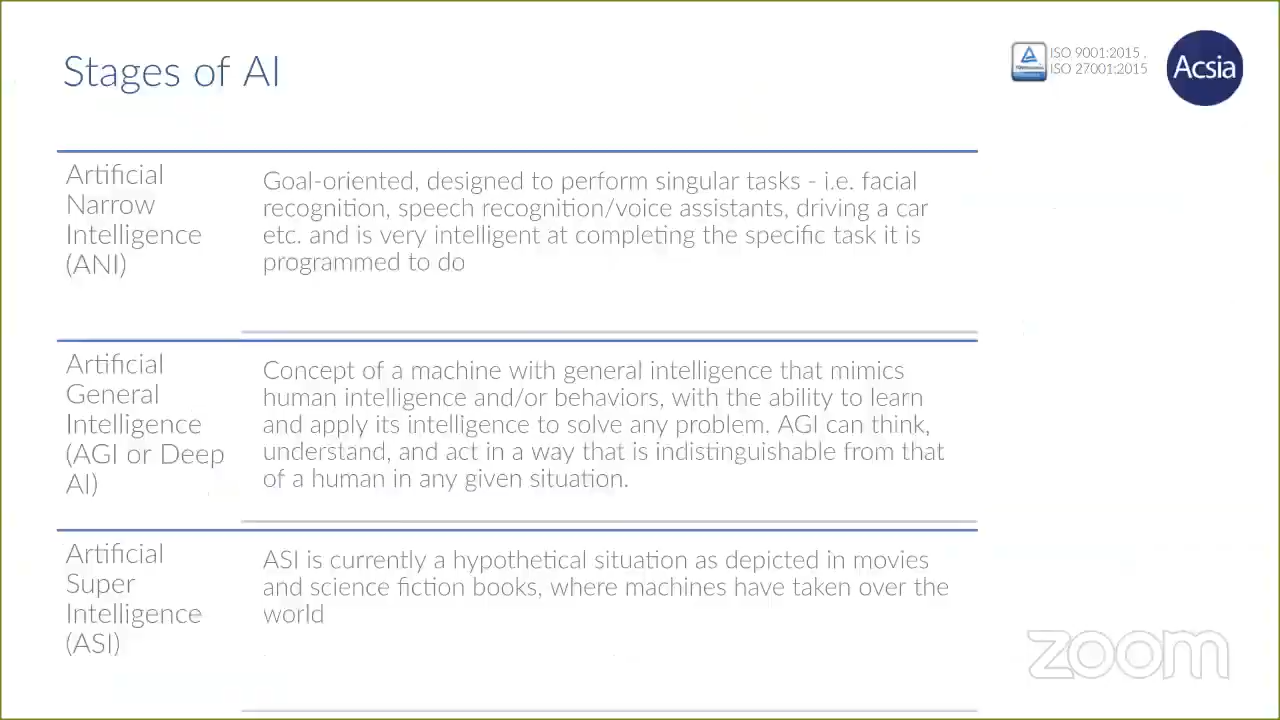 Stages of AI
ISO 9001:2015 ,
ISO 27001:2015
Acsia
Artificial
Narrow
Intelligence
(ANI)
Goal-oriented, designed to perform singular tasks - i.e. facial
recognition, speech recognition/voice assistants, driving a car
etc. and is very intelligent at completing the specific task it is
programmed to do
Artificial
General
Intelligence
(AGI or Deep
AI)
Concept of a machine with general intelligence that mimics
human intelligence and/or behaviors, with the ability to learn
and apply its intelligence to solve any problem. AGI can think,
understand, and act in a way that is indistinguishable from that
of a human in any given situation.
Artificial
Super
Intelligence
(ASI)
ASI is currently a hypothetical situation as depicted in movies
and science fiction books, where machines have taken over the
world
zoom